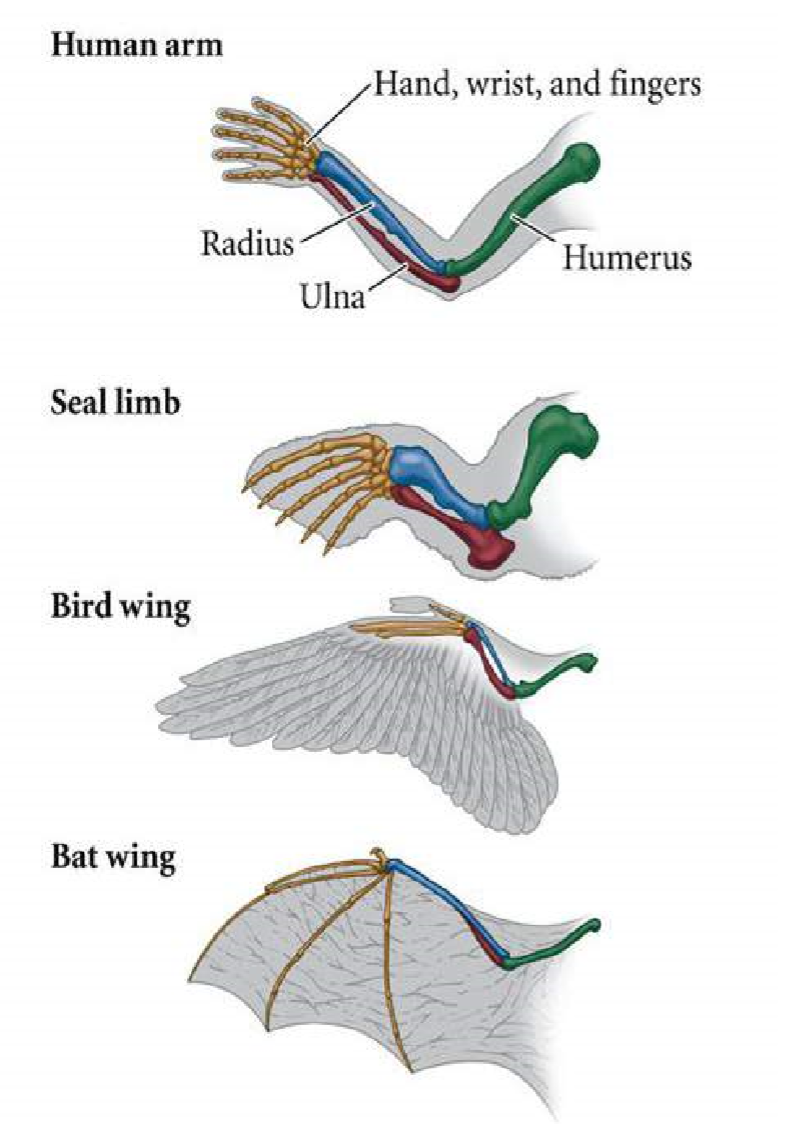 Human arm
Hand, wrist, and fingers
Radius
Humerus
Ulna
Seal limb
Bird wing
Bat wing